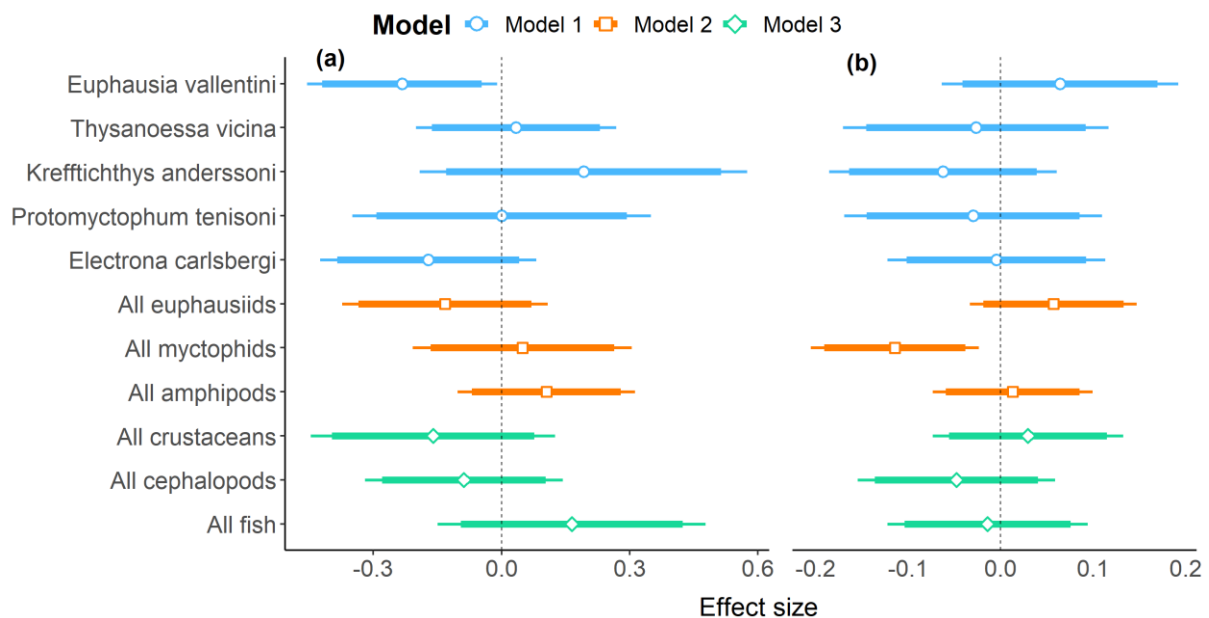 Model Model 1 Model 2 Model 3
(a) (b)
Euphausia vallentini
Thysanoessa vicina
Krefftichthys anderssoni
Protomyctophum tenisoni
Electrona carlsbergi
All euphausiids
All myctophids
All amphipods
All crustaceans
All cephalopods
All fish
-0.3 0.0 0.3 0.6 -0.2 -0.1 0.0 0.1 0.2
Effect size